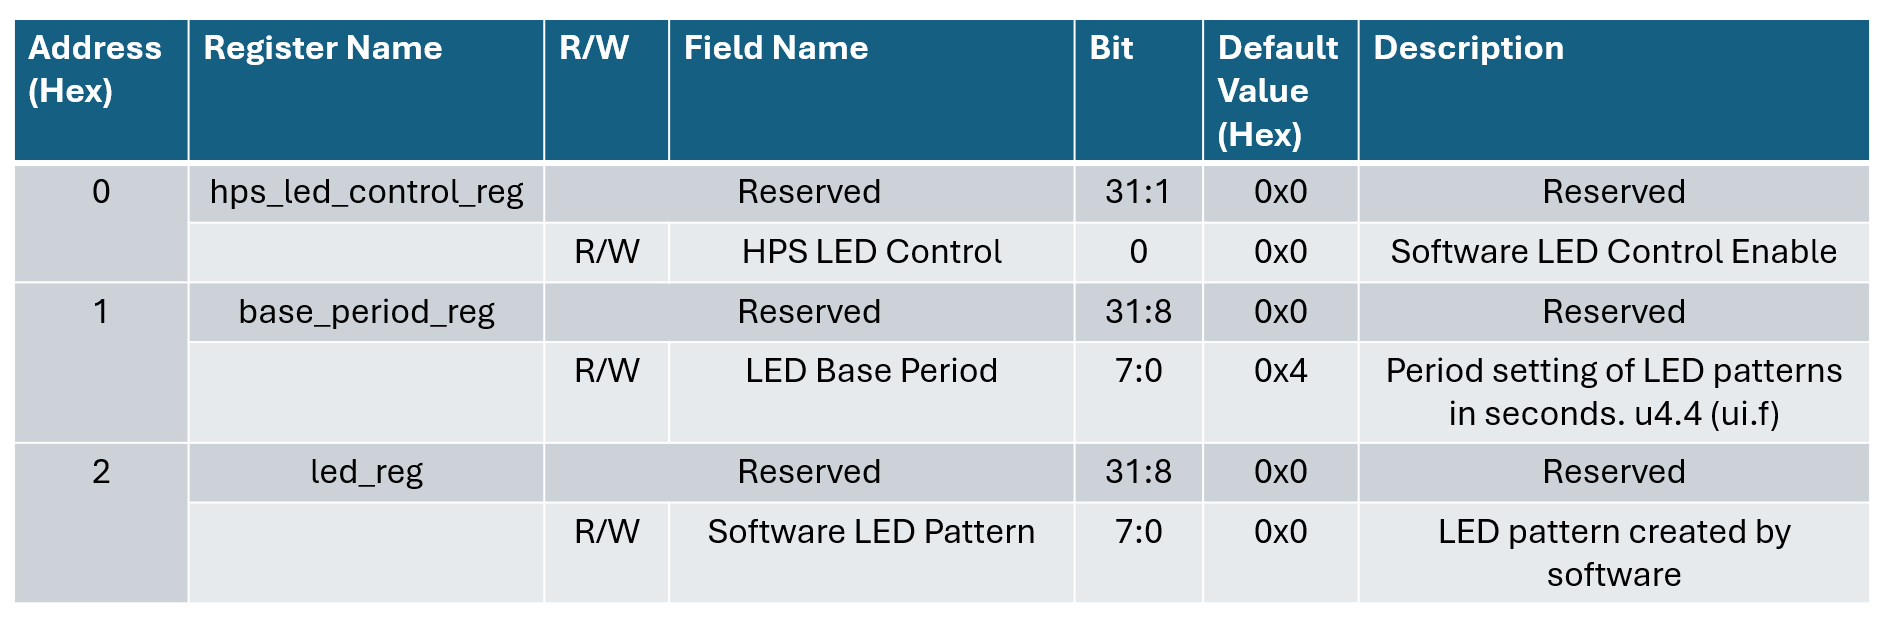 Address (Hex) Register Name R/W Field Name Bit Default Value (Hex) Description
0 hps_led_control_reg Reserved 31:1 0x0 Reserved
R/W HPS LED Control 0 0x0 Software LED Control Enable
1 base_period_reg Reserved 31:8 0x0 Reserved
R/W LED Base Period 7:0 0x4 Period setting of LED patterns in seconds. u4.4 (ui.f)
2 led_reg Reserved 31:8 0x0 Reserved
R/W Software LED Pattern 7:0 0x0 LED pattern created by software